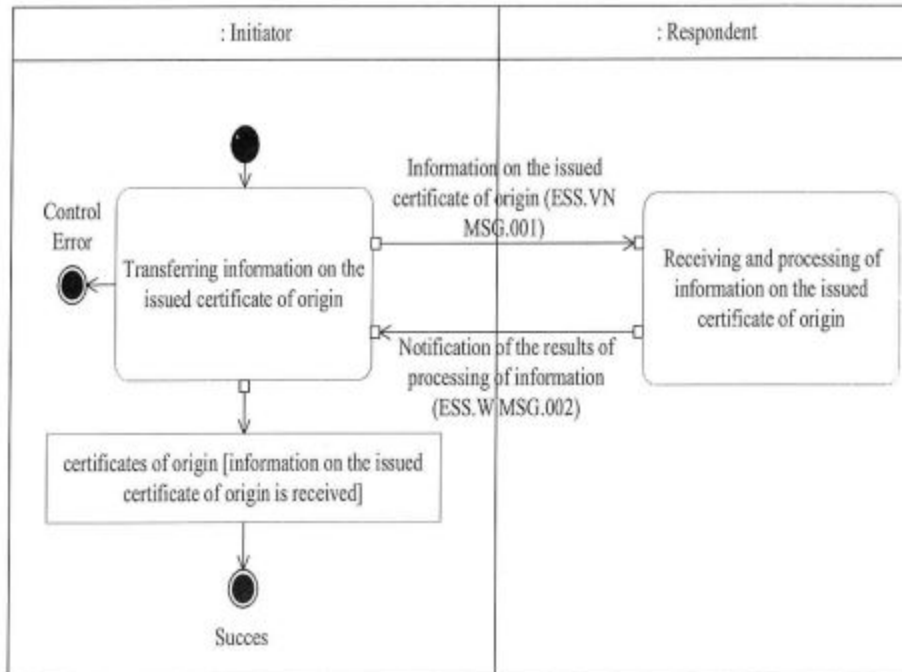 : Initiator
: Respondent
Information on the issued
certificate of origin (ESS.VN
MSG.001)
Control
Error
Transferring information on the
issued certificate of origin
Receiving and processing of
information on the issued
certificate of origin
Notification of the results of
processing of information
(ESS.W MSG.002)
certificates of origin [information on the issued
certificate of origin is received]
Succes